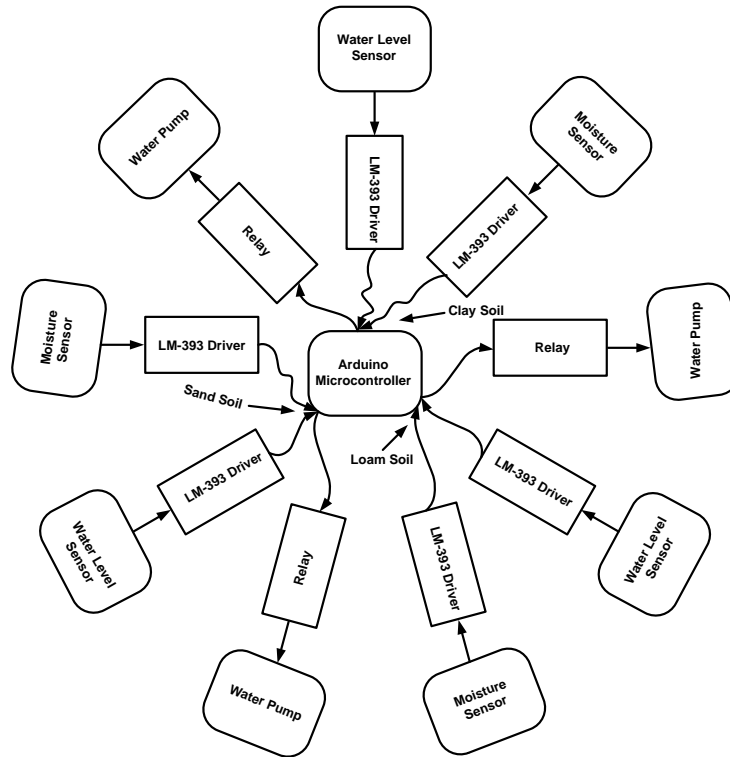 Water Level
Sensor
Water Pump
Moisture
Sensor
LM-393 Driver
LM-393 Driver
Relay
Clay Soil
Moisture
Sensor
LM-393 Driver
Arduino
Microcontroller
Relay
Water Pump
Sand Soil
Loam Soil
LM-393 Driver
LM-393 Driver
Water Level
Sensor
Relay
LM-393 Driver
Water Level
Sensor
Water Pump
Moisture
Sensor